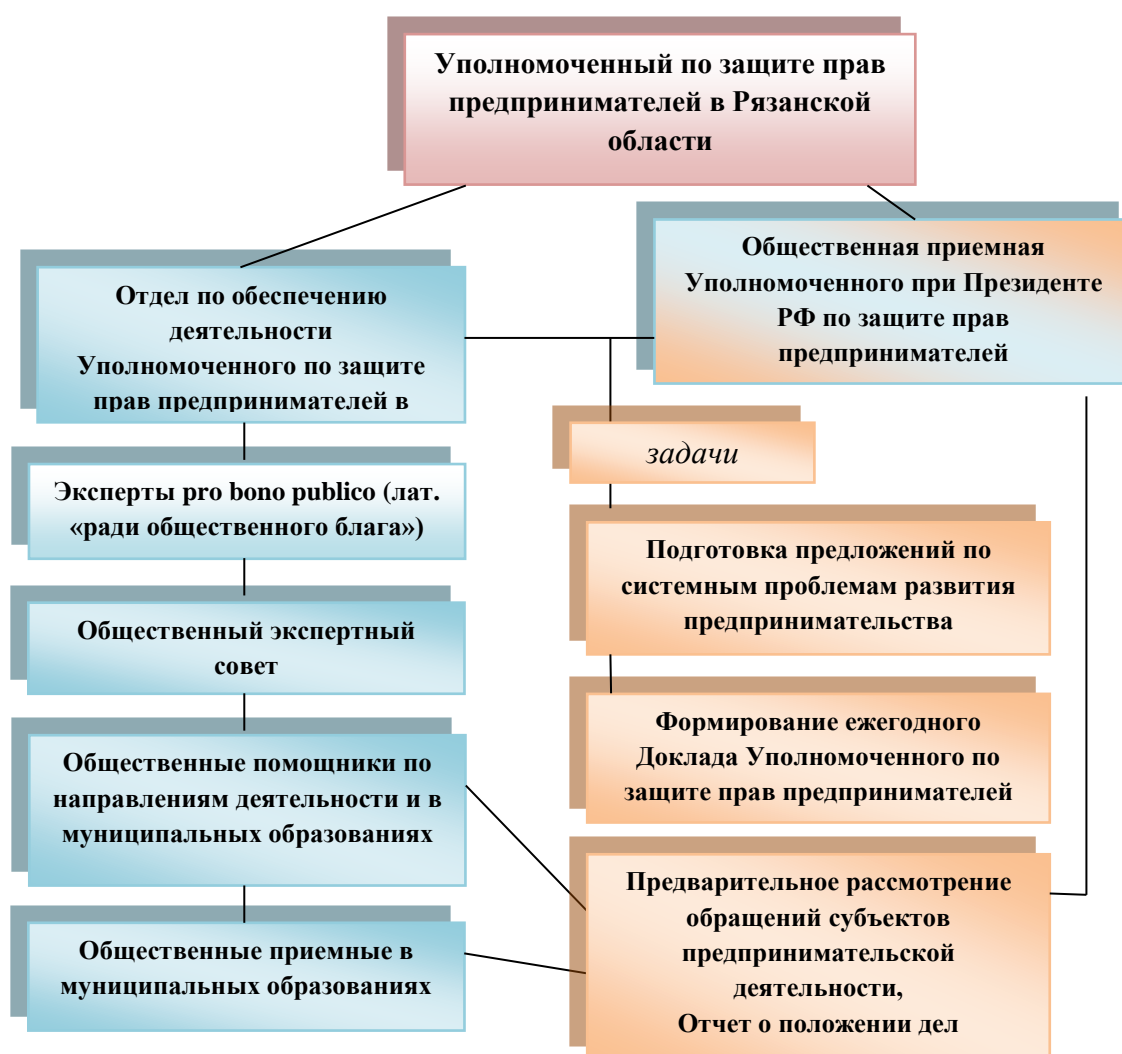 Уполномоченный по защите прав
предпринимателей в Рязанской
области
Общественная приемная
Уполномоченного при Президенте
РФ по защите прав
предпринимателей
Отдел по обеспечению
деятельности
Уполномоченного по защите
прав предпринимателей в
задачи
Эксперты pro bono publico (лат.
«ради общественного блага»)
Подготовка предложений по
системным проблемам развития
предпринимательства
Общественный экспертный
совет
Формирование ежегодного
Доклада Уполномоченного по
защите прав предпринимателей
Общественные помощники по
направлениям деятельности и в
муниципальных образованиях
Предварительное рассмотрение
обращений субъектов
предпринимательской
деятельности,
Отчет о положении дел
Общественные приемные в
муниципальных образованиях